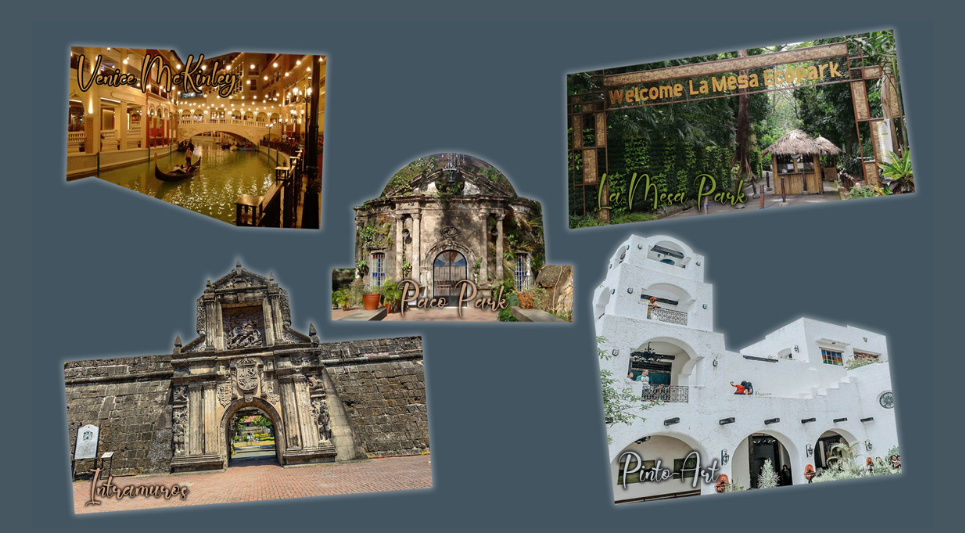 Venice McKinley
Welcome La Mesa Ecopark
La Mesa Park
Paco Park
Intramuros
Pinto Art